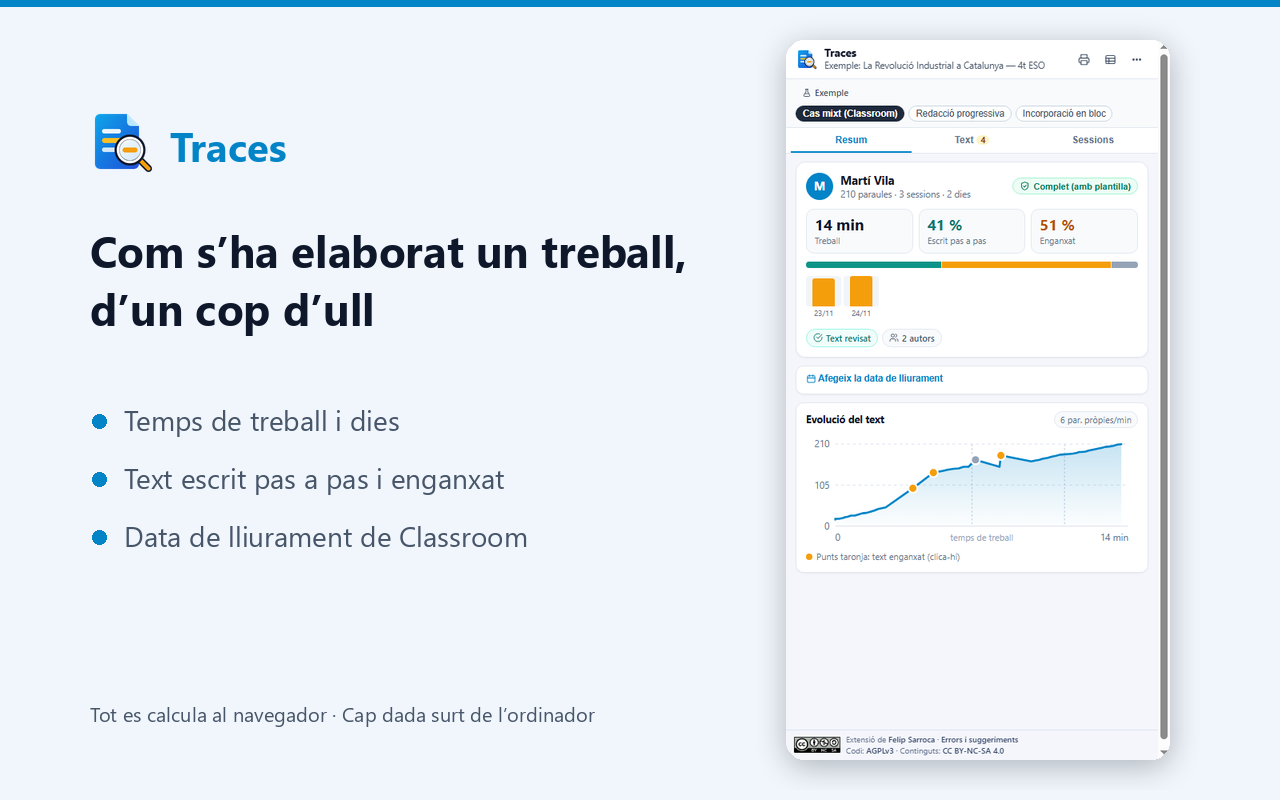 Traces
Com s’ha elaborat un treball,
d’un cop d’ull
Temps de treball i dies
Text escrit pas a pas i enganxat
Data de lliurament de Classroom
Tot es calcula al navegador · Cap dada surt de l’ordinador
Traces
Exemple: La Revolució Industrial a Catalunya — 4t ESO
Exemple
Cas mixt (Classroom) Redacció progressiva Incorporació en bloc
Resum Text 4 Sessions
M
Martí Vila
210 paraules · 3 sessions · 2 dies
Complet (amb plantilla)
14 min 41 % 51 %
Treball Escrit pas a pas Enganxat
23/11 24/11
Text revisat 2 autors
Afegeix la data de lliurament
Evolució del text 6 par. pròpies/min
210
105
0
0 temps de treball 14 min
Punts taronja: text enganxat (clica-hi)
Extensió de Felip Sarroca · Errors i suggeriments
Codi: AGPLv3 · Continguts: CC BY-NC-SA 4.0
CC BY NC SA